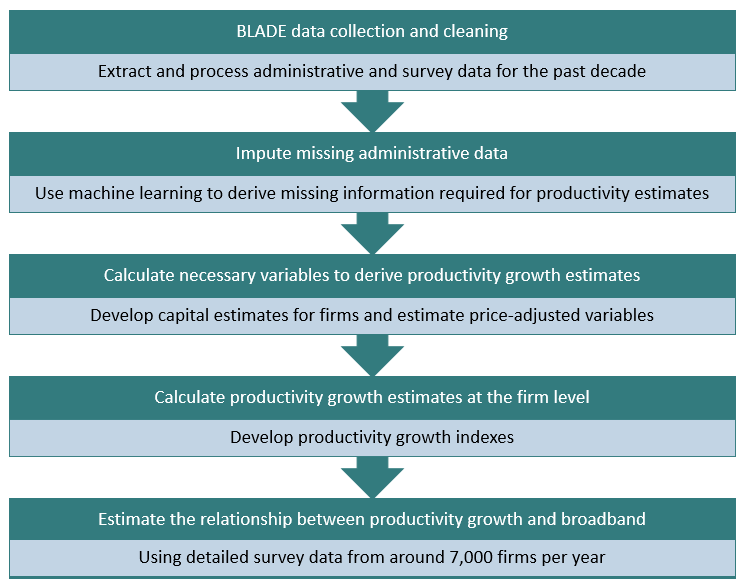 BLADE data collection and cleaning
Extract and process administrative and survey data for the past decade
Impute missing administrative data
Use machine learning to derive missing information required for productivity estimates
Calculate necessary variables to derive productivity growth estimates
Develop capital estimates for firms and estimate price-adjusted variables
Calculate productivity growth estimates at the firm level
Develop productivity growth indexes
Estimate the relationship between productivity growth and broadband
Using detailed survey data from around 7,000 firms per year